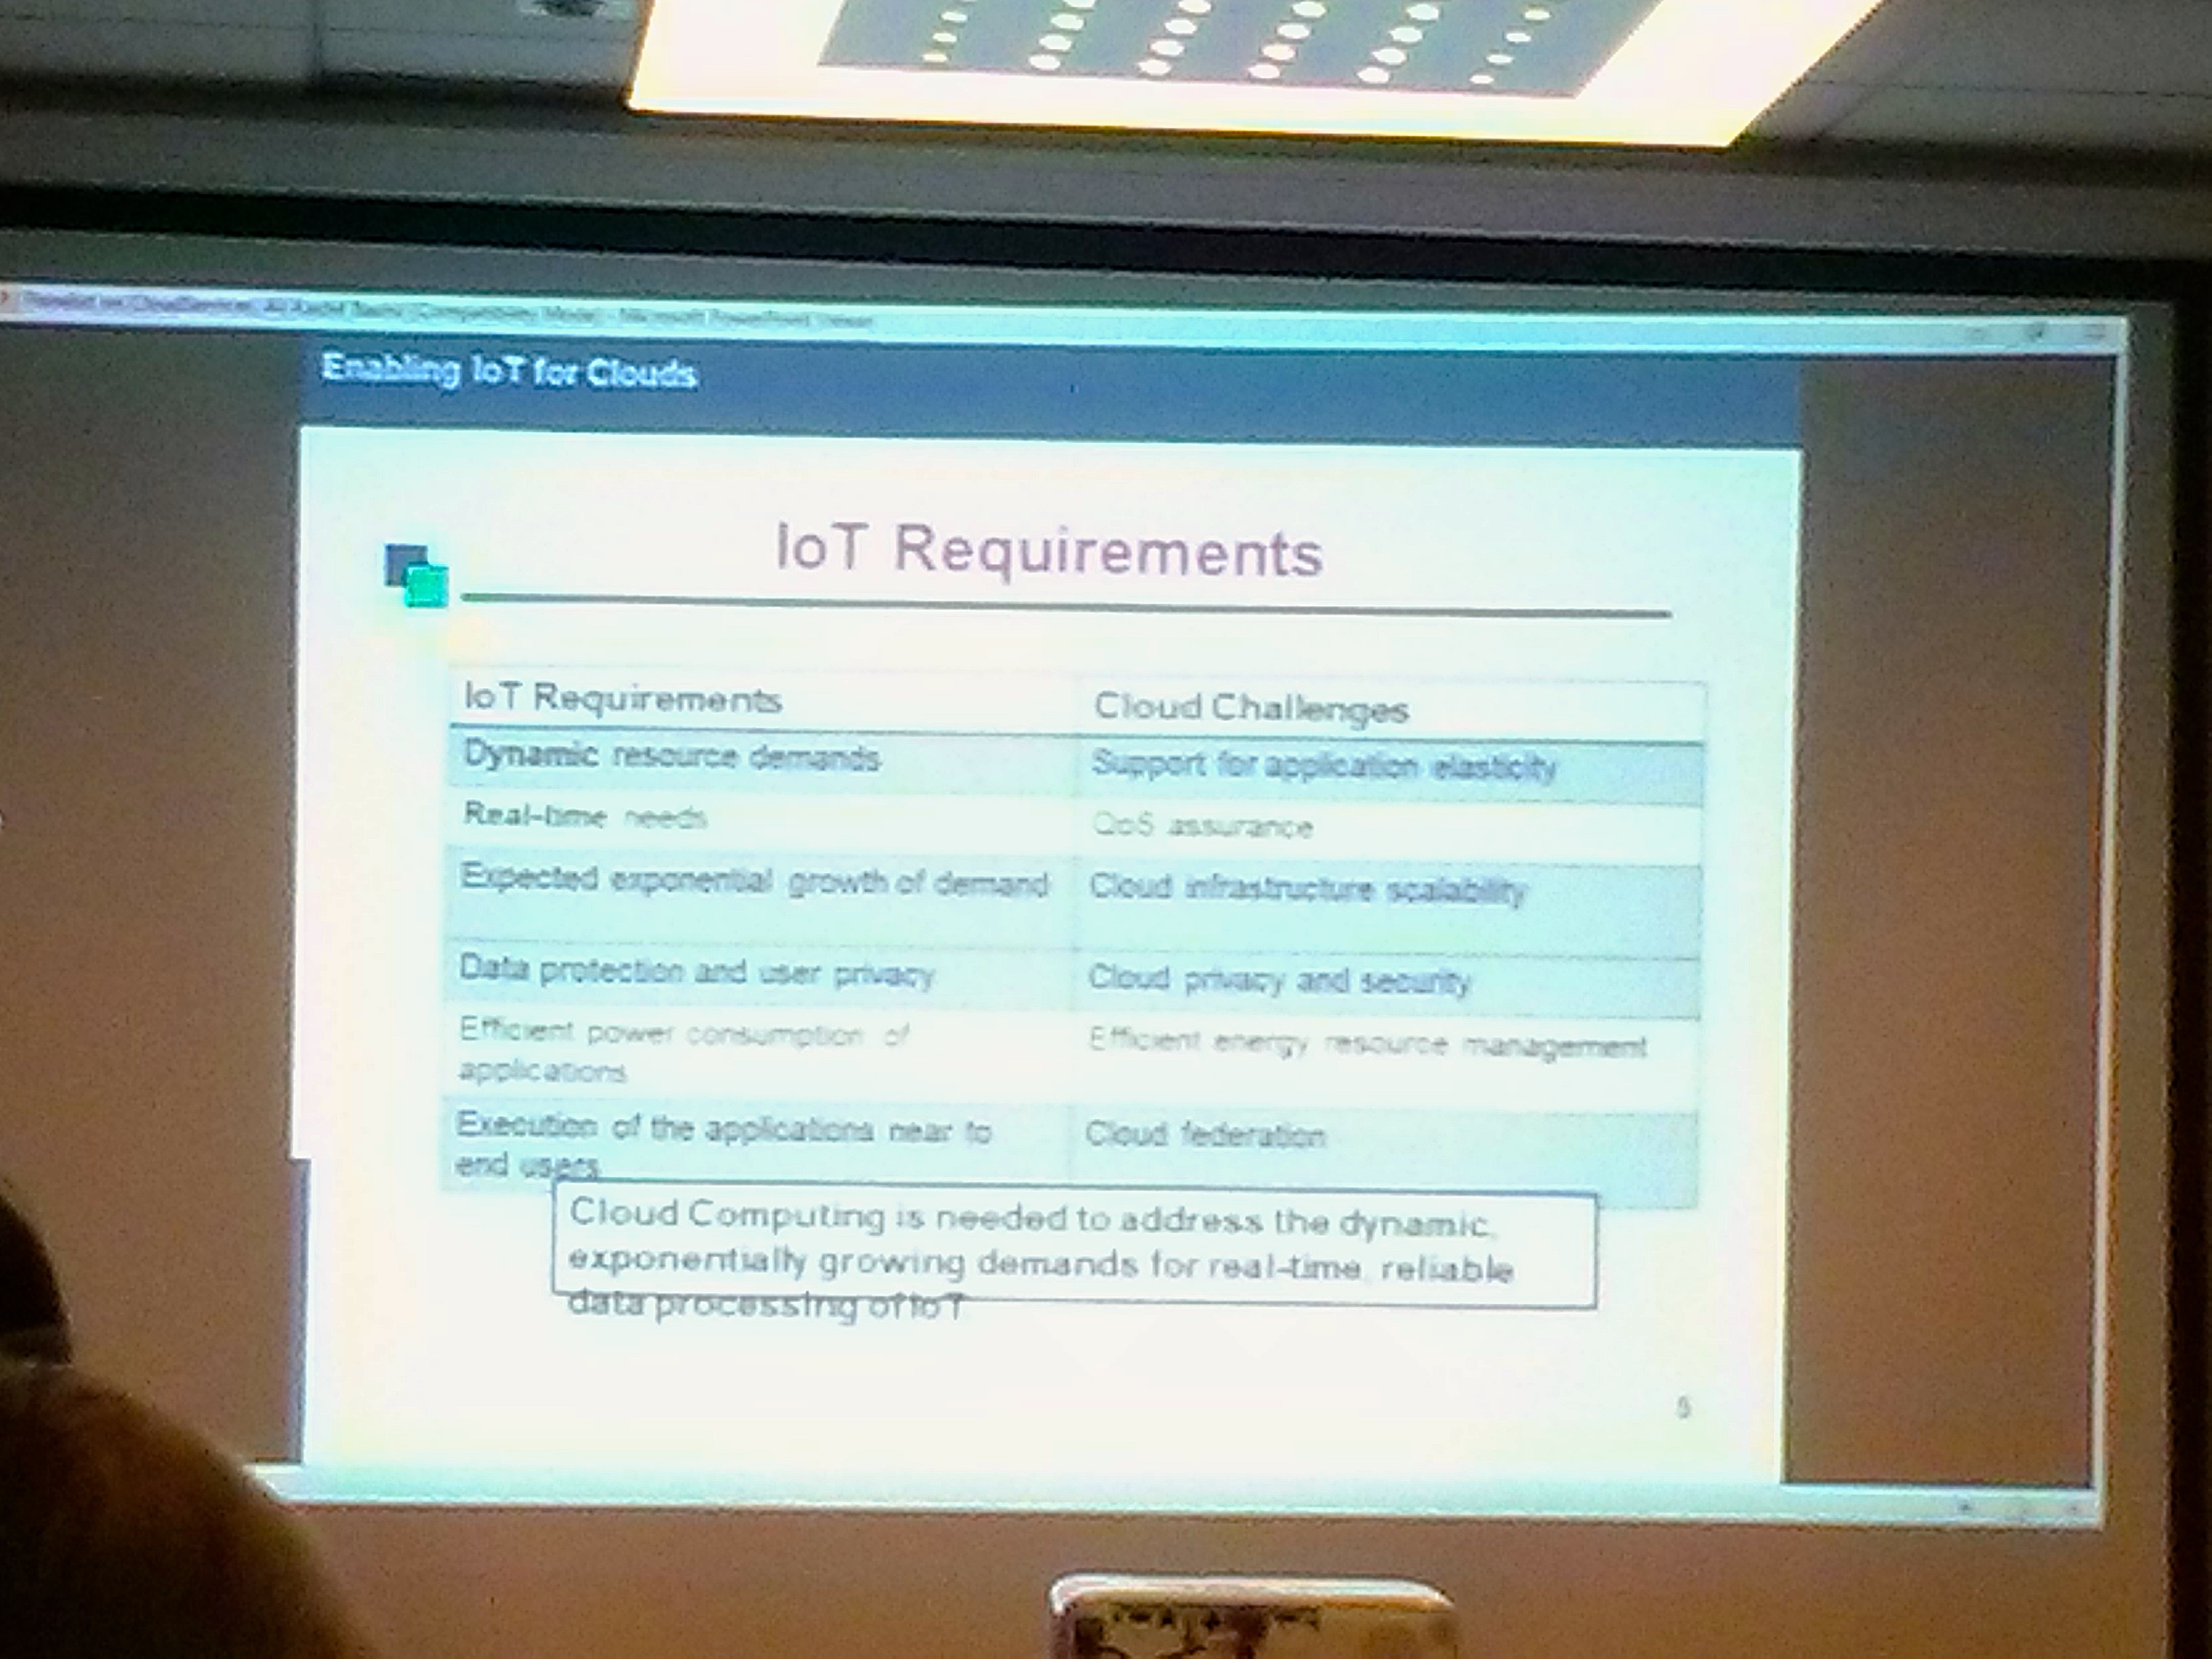 (Compatibility Mode) - Microsoft PowerPoint Viewer
Enabling IoT for Clouds
IoT Requirements
IoT Requirements Cloud Challenges
Dynamic resource demands Support for application elasticity
Real-time needs QoS assurance
Expected exponential growth of demand Cloud infrastructure scalability
Data protection and user privacy Cloud privacy and security
Efficient power consumption of Efficient energy resource management
applications
Execution of the applications near to Cloud federation
end users
Cloud Computing is needed to address the dynamic,
exponentially growing demands for real-time, reliable
data processing of IoT
5